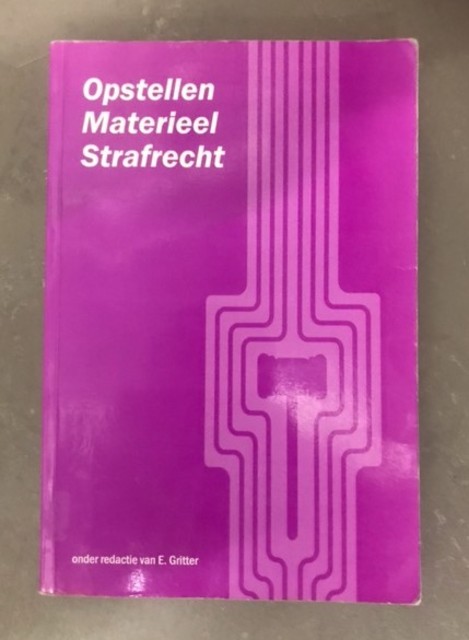 Opstellen
Materieel
Strafrecht
onder redactie van E. Gritter